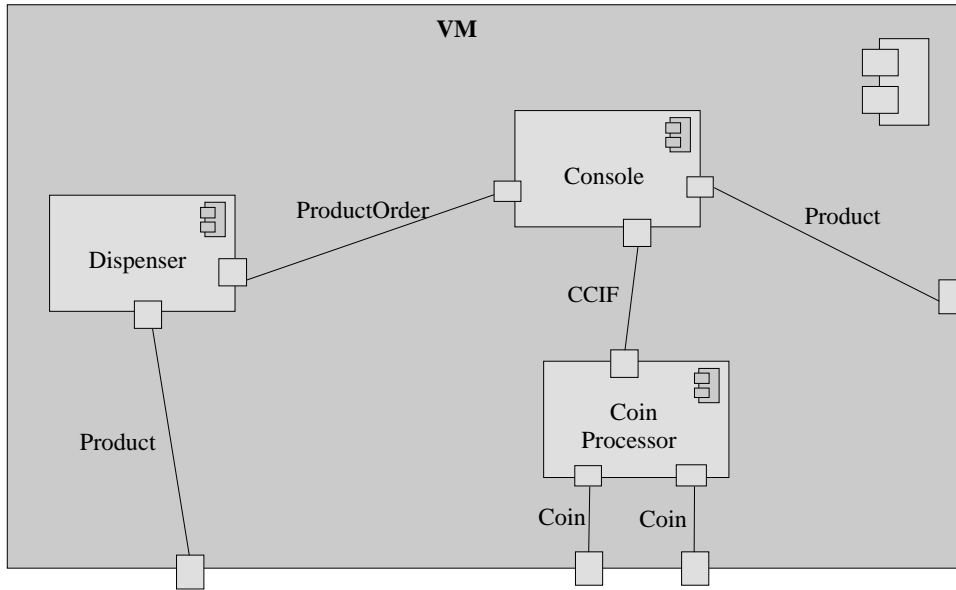 VM
Console
ProductOrder
Product
Dispenser
CCIF
Coin
Processor
Product
Coin
Coin